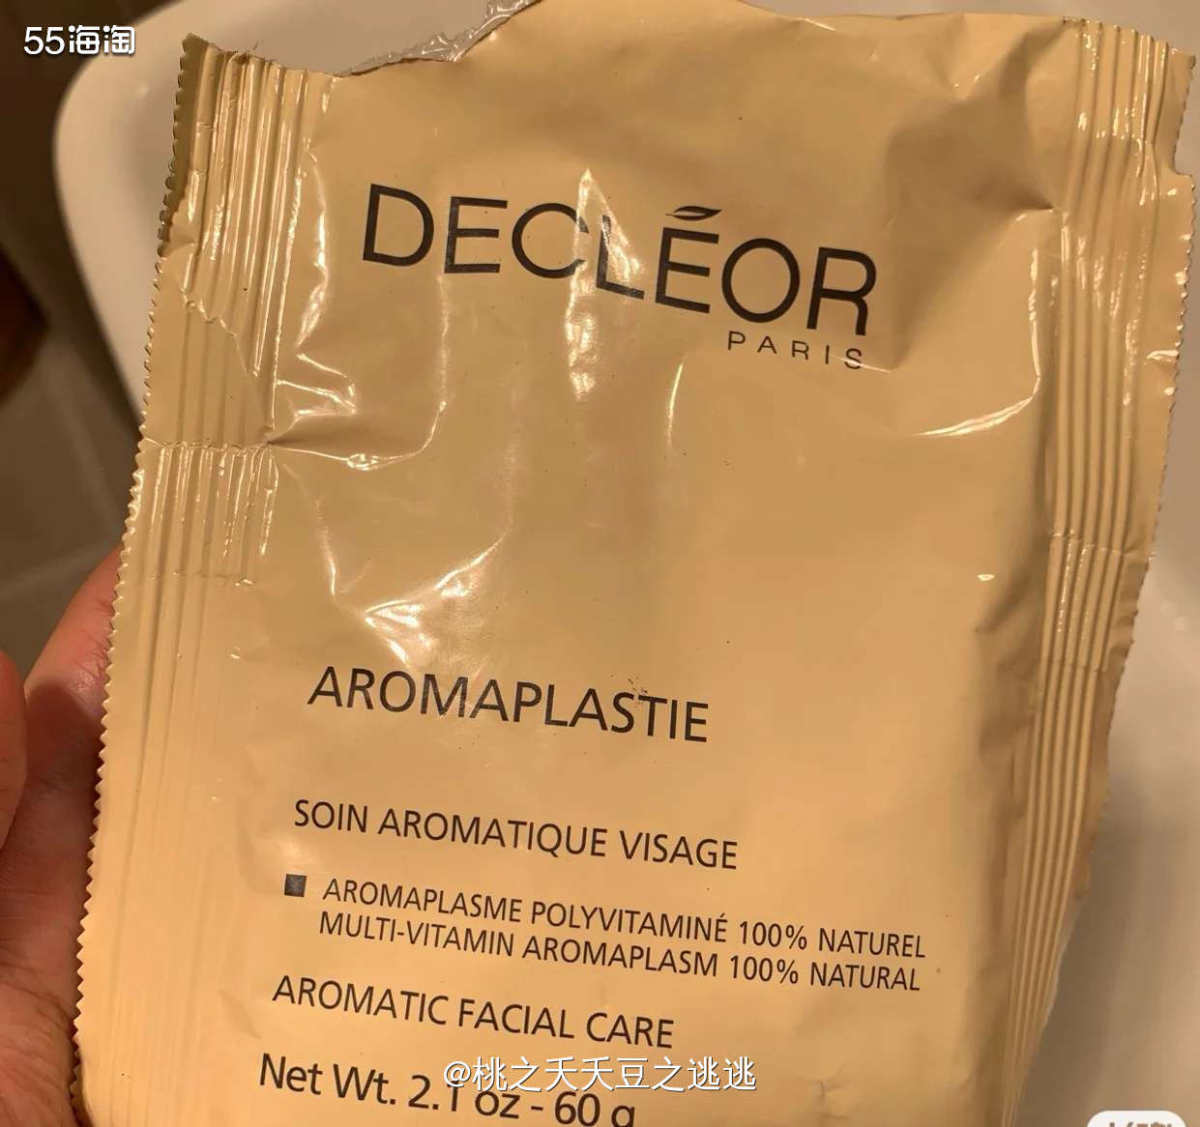 55海淘
DECLÉOR
PARIS
AROMAPLASTIE
SOIN AROMATIQUE VISAGE
AROMAPLASME POLYVITAMINÉ 100% NATUREL
MULTI-VITAMIN AROMAPLASM 100% NATURAL
AROMATIC FACIAL CARE
Net Wt. 2.1 oz - 60 g
@桃之夭夭豆之逃逃